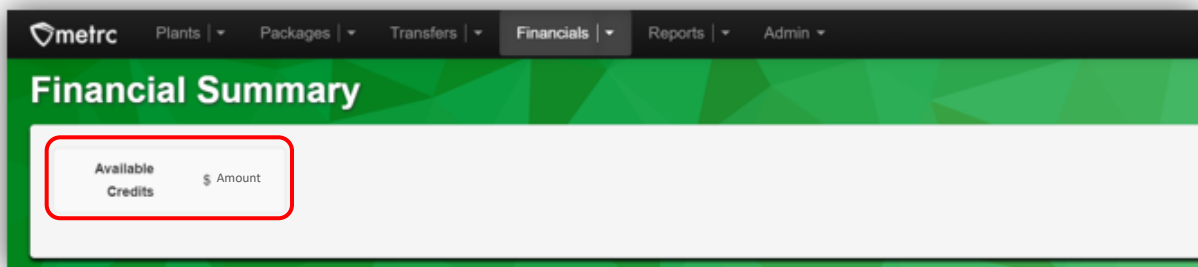 metrc Plants Packages Transfers Financials Reports Admin
Financial Summary
Available
Credits
$ Amount